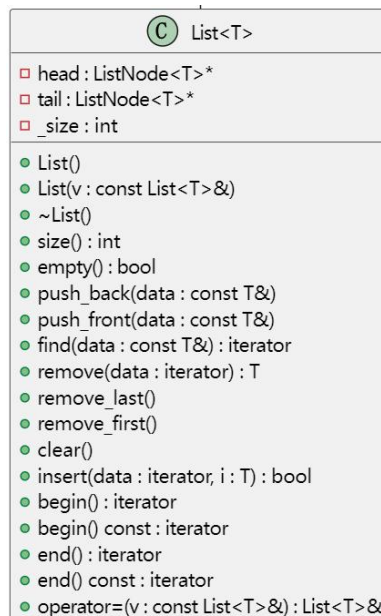 C List<T>
head : ListNode<T>*
tail : ListNode<T>*
_size : int
List()
List(v : const List<T>&)
~List()
size() : int
empty() : bool
push_back(data : const T&)
push_front(data : const T&)
find(data : const T&) : iterator
remove(data : iterator) : T
remove_last()
remove_first()
clear()
insert(data : iterator, i : T) : bool
begin() : iterator
begin() const : iterator
end() : iterator
end() const : iterator
operator=(v : const List<T>&) : List<T>&